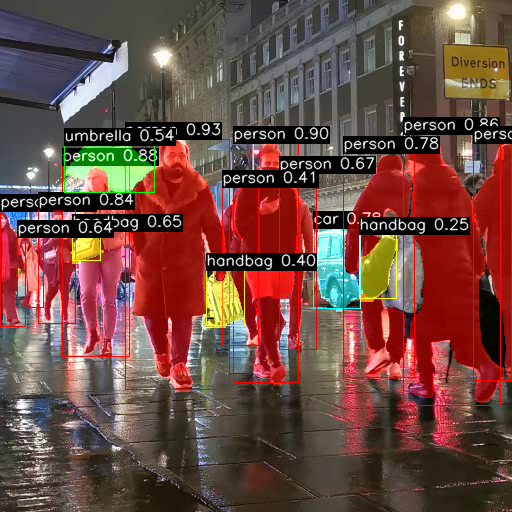 FOREVER
Diversion
ENDS
umbrella 0.54
0.93
person 0.90
person 0.86
person 0.78
person 0.88
person 0.67
person 0.41
person 0.84
person 0.64
handbag 0.65
car 0.78
handbag 0.25
handbag 0.40